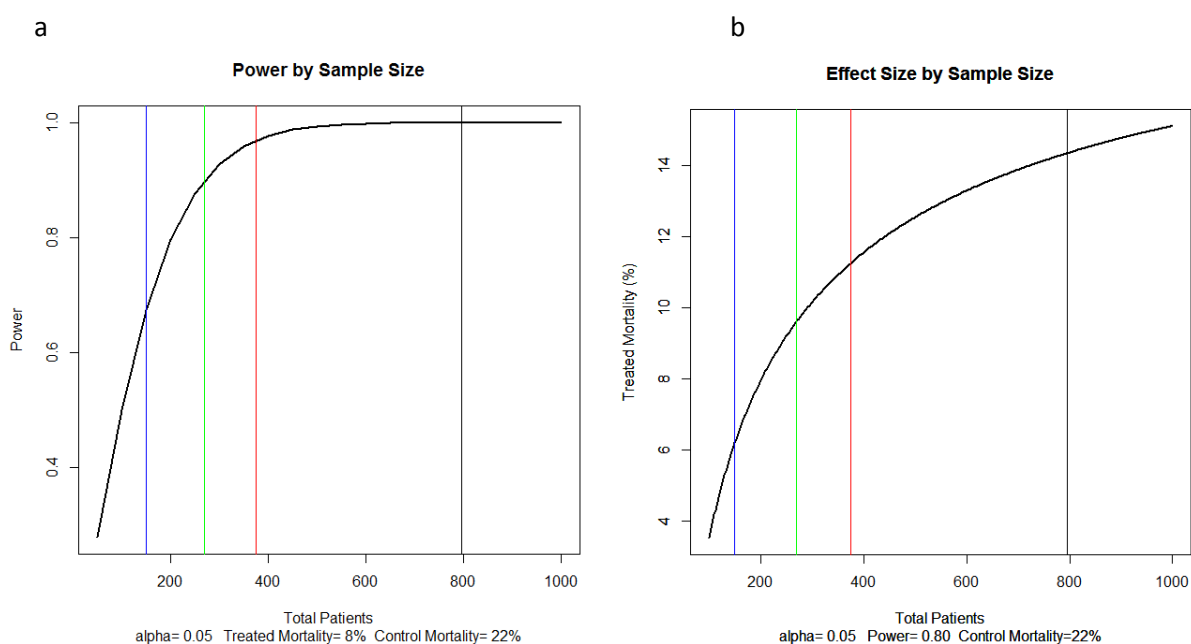 a
Power by Sample Size
Power
1.0
0.8
0.6
0.4
200 400 600 800 1000
Total Patients
alpha= 0.05 Treated Mortality= 8% Control Mortality= 22%
b
Effect Size by Sample Size
Treated Mortality (%)
14
12
10
8
6
4
200 400 600 800 1000
Total Patients
alpha= 0.05 Power= 0.80 Control Mortality=22%